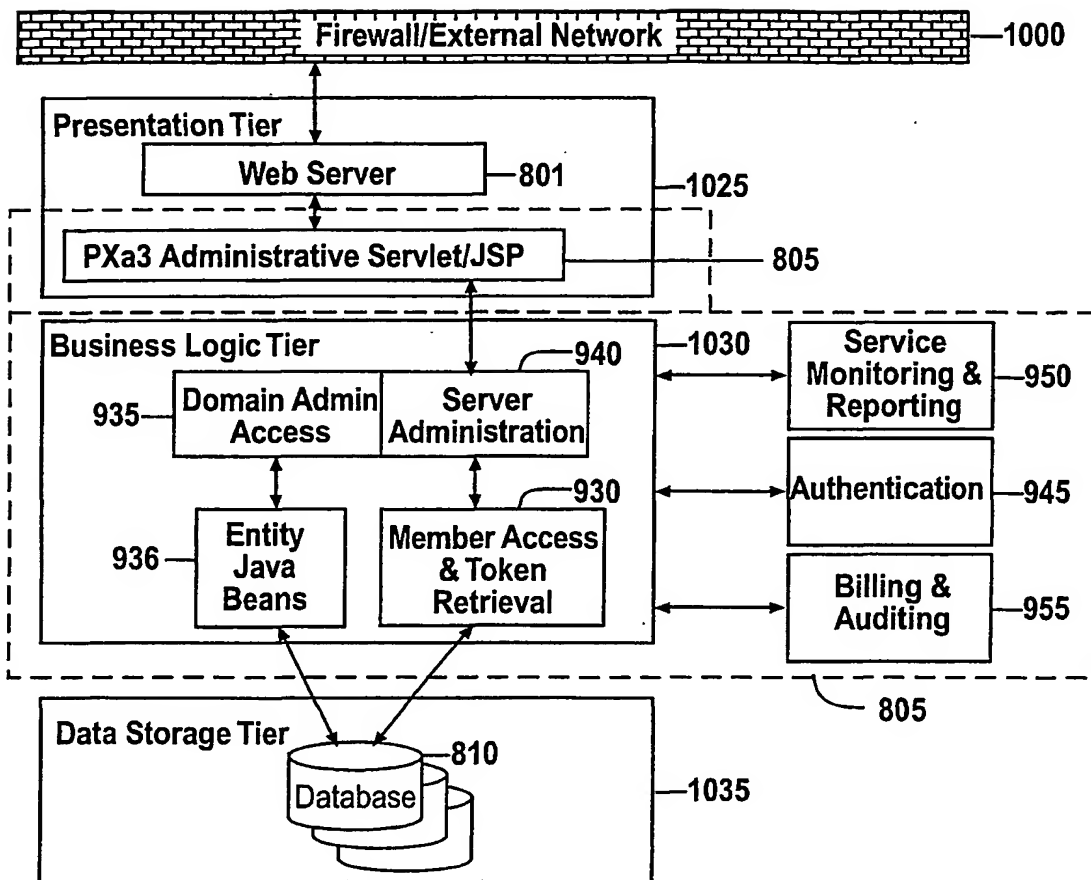 Firewall/External Network
1000
Presentation Tier
Web Server
801
1025
PXa3 Administrative Servlet/JSP
805
Business Logic Tier
1030
940
935
Domain Admin
Access
Server
Administration
930
936
Entity
Java
Beans
Member Access
& Token
Retrieval
Service
Monitoring &
Reporting
950
Authentication
945
Billing &
Auditing
955
805
Data Storage Tier
810
Database
1035